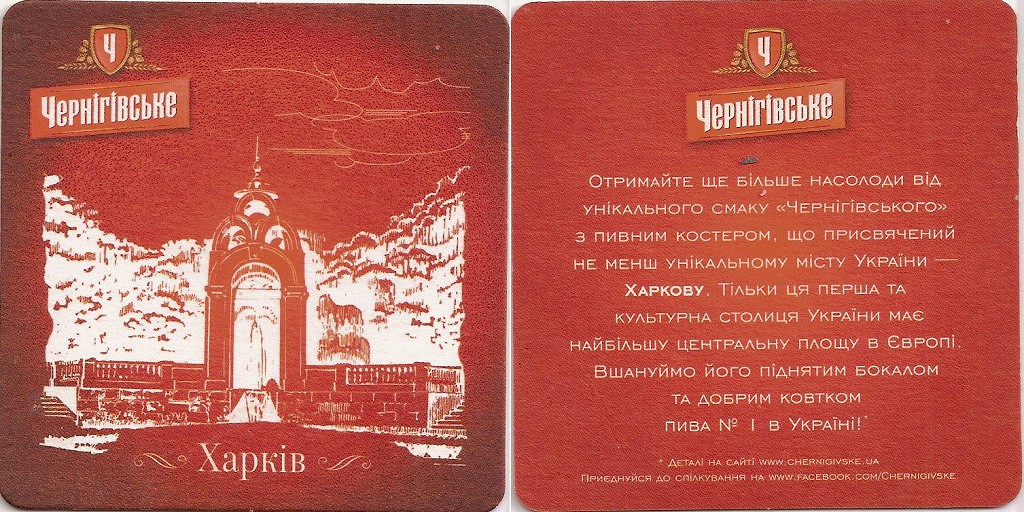 Ч
Чернігівське
Харків
Ч
Чернігівське
Отримайте ще більше насолоди від
унікального смаку «Чернігівського»
з пивним костером, що присвячений
не менш унікальному місту України —
Харкову. Тільки ця перша та
культурна столиця України має
найбільшу центральну площу в Європі.
Вшануймо його піднятим бокалом
та добрим ковтком
пива № 1 в Україні!*
* Деталі на сайті www.chernigivske.ua
Приєднуйся до спілкування на www.facebook.com/Chernigivske